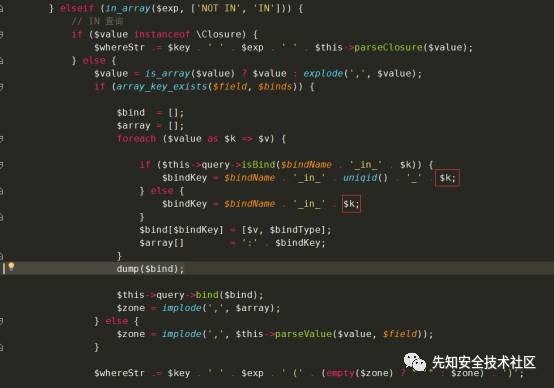 } elseif (in_array($exp, ['NOT IN', 'IN'])) {
// IN 查询
if ($value instanceof \Closure) {
$whereStr .= $key . ' ' . $exp . ' ' . $this->parseClosure($value);
} else {
$value = is_array($value) ? $value : explode(',', $value);
if (array_key_exists($field, $binds)) {
$bind = [];
$array = [];
foreach ($value as $k => $v) {
if ($this->query->isBind($bindName . '_in_' . $k)) {
$bindKey = $bindName . '_in_' . uniqid() . '_' . $k;
} else {
$bindKey = $bindName . '_in_' . $k;
}
$bind[$bindKey] = [$v, $bindType];
$array[] = ':' . $bindKey;
}
dump($bind);
$this->query->bind($bind);
$zone = implode(',', $array);
} else {
$zone = implode(',', $this->parseValue($value, $field));
}
$whereStr .= $key . ' ' . $exp . ' (' . (empty($zone) ? : $zone) . ')';
先知安全技术社区